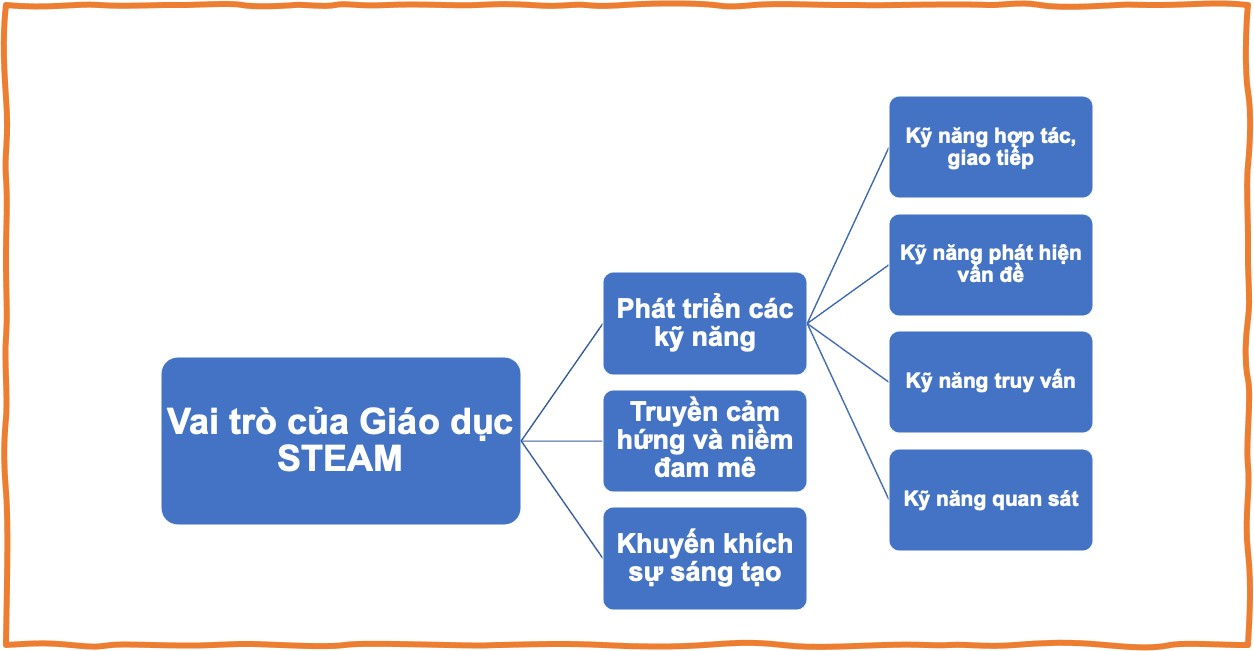 Vai trò của Giáo dục
STEAM
Phát triển các
kỹ năng
Kỹ năng hợp tác,
giao tiếp
Kỹ năng phát hiện
vấn đề
Kỹ năng truy vấn
Kỹ năng quan sát
Truyền cảm
hứng và niềm
đam mê
Khuyến khích
sự sáng tạo